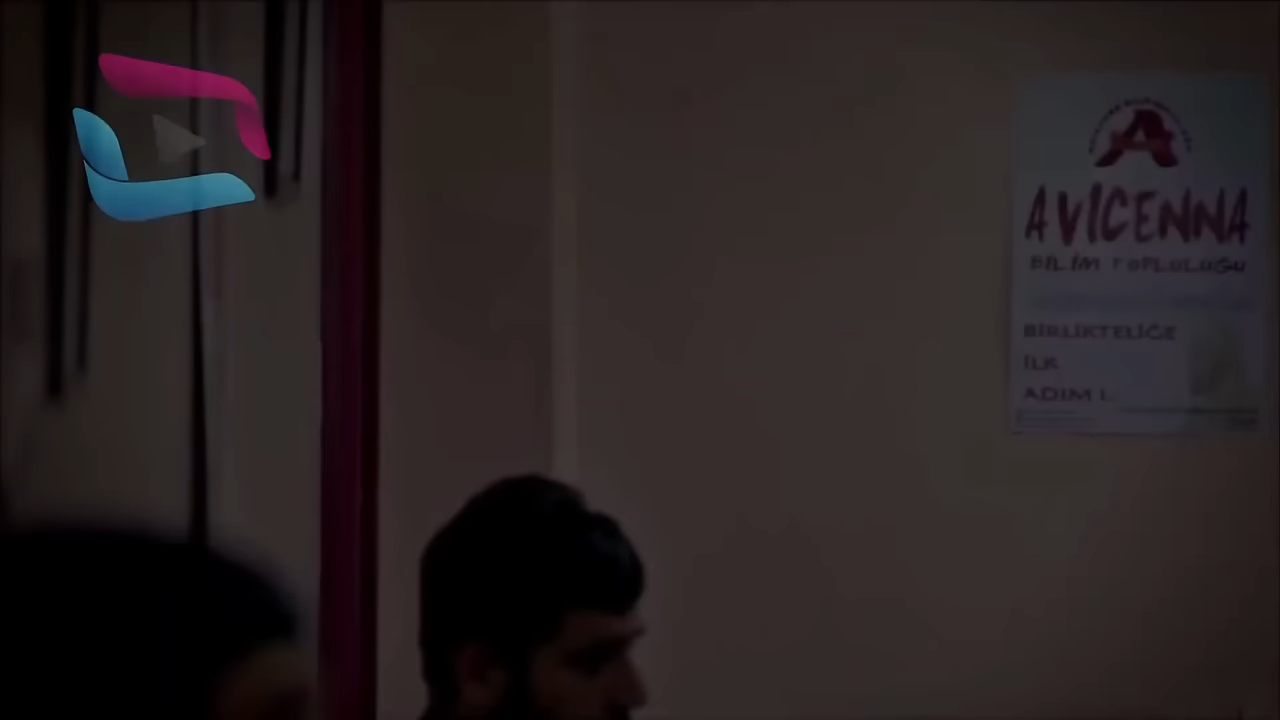 AVICENNA
BİLİM TOPLULUĞU
BİRLİKTELİĞE
İLK
ADIM I.